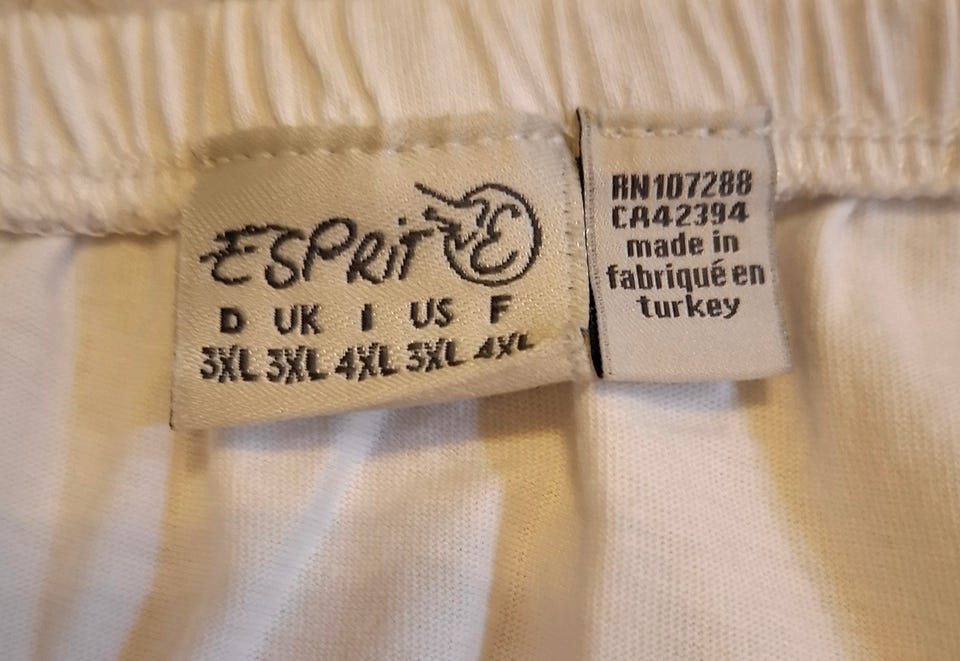 ESPRIT E
D UK I US F
3XL 3XL 4XL 3XL 4XL
RN107288
CA42394
made in
fabriqué en
turkey